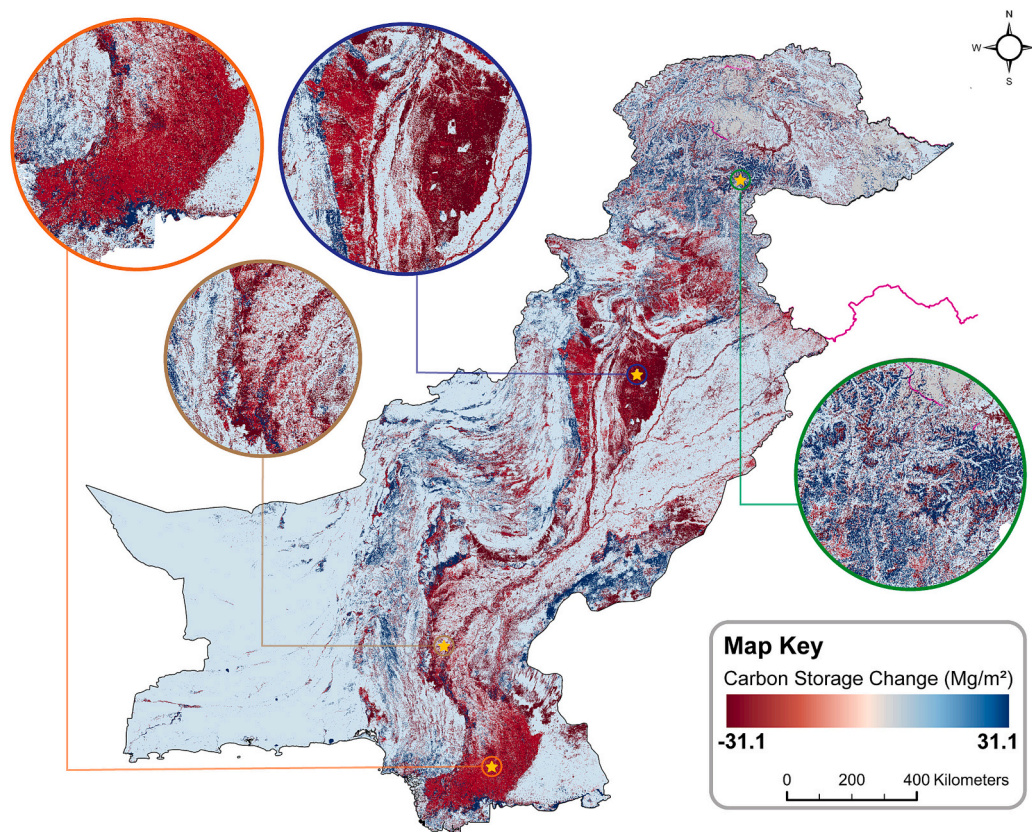 N
W
S
Map Key
Carbon Storage Change (Mg/m²)
-31.1 31.1
0 200 400 Kilometers